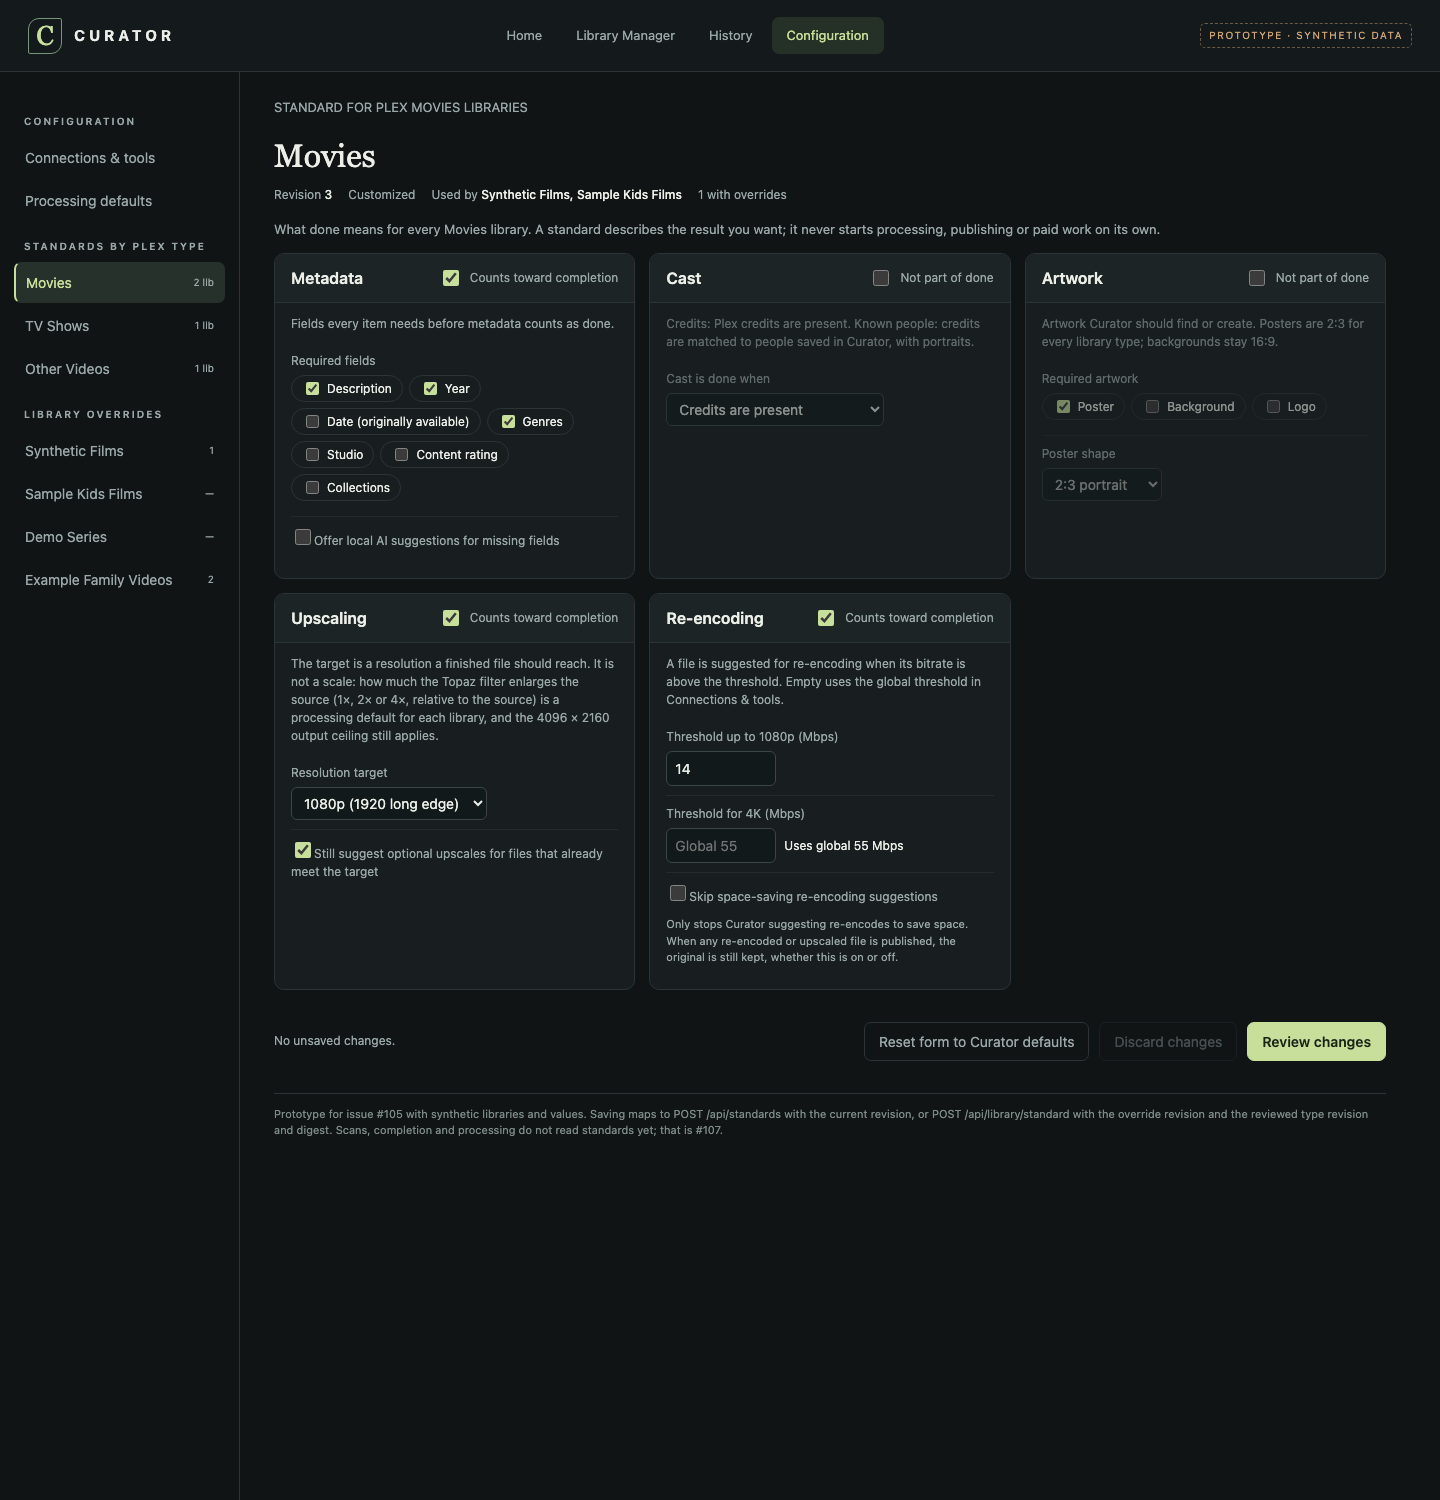 C CURATOR
Home
Library Manager
History
Configuration
PROTOTYPE · SYNTHETIC DATA
CONFIGURATION
Connections & tools
Processing defaults
STANDARDS BY PLEX TYPE
Movies 2 lib
TV Shows 1 lib
Other Videos 1 lib
LIBRARY OVERRIDES
Synthetic Films 1
Sample Kids Films –
Demo Series –
Example Family Videos 2
STANDARD FOR PLEX MOVIES LIBRARIES
Movies
Revision 3 Customized Used by Synthetic Films, Sample Kids Films 1 with overrides
What done means for every Movies library. A standard describes the result you want; it never starts processing, publishing or paid work on its own.
Metadata Counts toward completion
Fields every item needs before metadata counts as done.
Required fields
Description Year
Date (originally available) Genres
Studio Content rating
Collections
Offer local AI suggestions for missing fields
Cast Not part of done
Credits: Plex credits are present. Known people: credits
are matched to people saved in Curator, with portraits.
Cast is done when
Credits are present
Artwork Not part of done
Artwork Curator should find or create. Posters are 2:3 for
every library type; backgrounds stay 16:9.
Required artwork
Poster Background Logo
Poster shape
2:3 portrait
Upscaling Counts toward completion
The target is a resolution a finished file should reach. It is
not a scale: how much the Topaz filter enlarges the
source (1×, 2× or 4×, relative to the source) is a
processing default for each library, and the 4096 × 2160
output ceiling still applies.
Resolution target
1080p (1920 long edge)
Still suggest optional upscales for files that already
meet the target
Re-encoding Counts toward completion
A file is suggested for re-encoding when its bitrate is
above the threshold. Empty uses the global threshold in
Connections & tools.
Threshold up to 1080p (Mbps)
14
Threshold for 4K (Mbps)
Global 55 Uses global 55 Mbps
Skip space-saving re-encoding suggestions
Only stops Curator suggesting re-encodes to save space.
When any re-encoded or upscaled file is published, the
original is still kept, whether this is on or off.
No unsaved changes.
Reset form to Curator defaults
Discard changes
Review changes
Prototype for issue #105 with synthetic libraries and values. Saving maps to POST /api/standards with the current revision, or POST /api/library/standard with the override revision and the reviewed type revision
and digest. Scans, completion and processing do not read standards yet; that is #107.